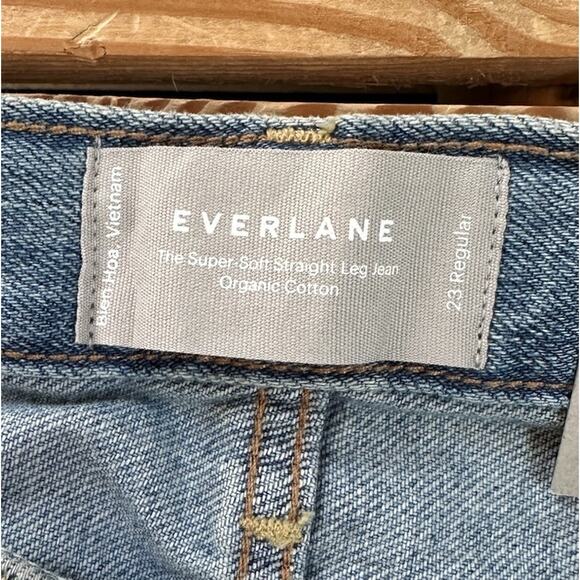 EVERLANE
The Super-Soft Straight Leg Jean
Organic Cotton
Bien Hoa, Vietnam
23 Regular